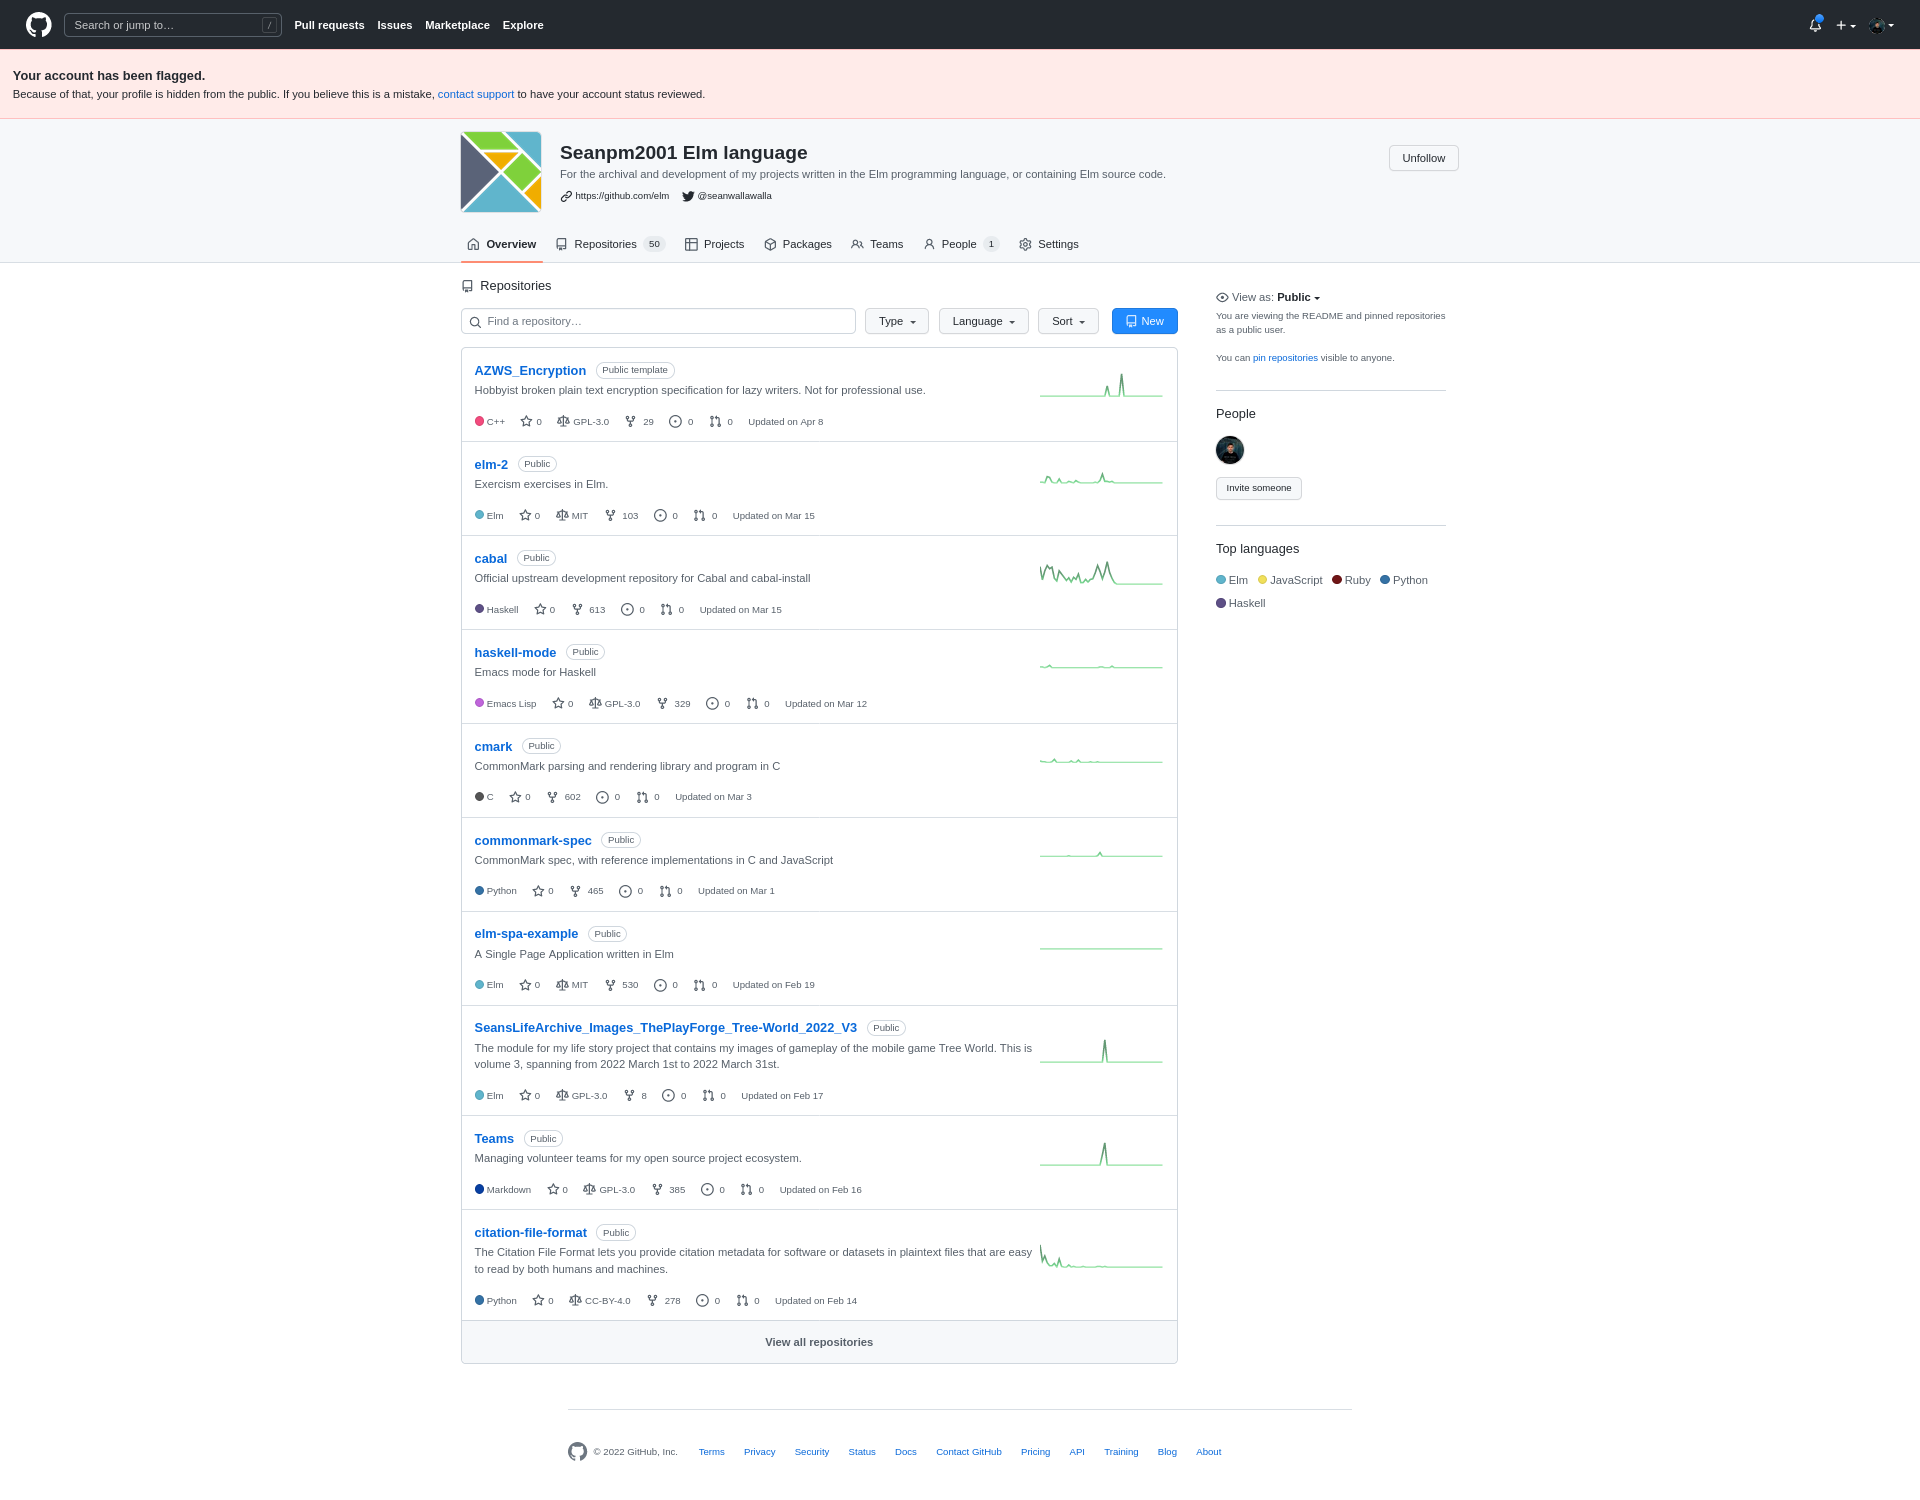 Search or jump to…
/
Pull requests Issues Marketplace Explore
Your account has been flagged.
Because of that, your profile is hidden from the public. If you believe this is a mistake, contact support to have your account status reviewed.
Seanpm2001 Elm language
For the archival and development of my projects written in the Elm programming language, or containing Elm source code.
https://github.com/elm @seanwallawalla
Unfollow
Overview Repositories 50 Projects Packages Teams People 1 Settings
Repositories
Find a repository…
Type Language Sort New
AZWS_Encryption Public template
Hobbyist broken plain text encryption specification for lazy writers. Not for professional use.
C++ 0 GPL-3.0 29 0 0 Updated on Apr 8
elm-2 Public
Exercism exercises in Elm.
Elm 0 MIT 103 0 0 Updated on Mar 15
cabal Public
Official upstream development repository for Cabal and cabal-install
Haskell 0 613 0 0 Updated on Mar 15
haskell-mode Public
Emacs mode for Haskell
Emacs Lisp 0 GPL-3.0 329 0 0 Updated on Mar 12
cmark Public
CommonMark parsing and rendering library and program in C
C 0 602 0 0 Updated on Mar 3
commonmark-spec Public
CommonMark spec, with reference implementations in C and JavaScript
Python 0 465 0 0 Updated on Mar 1
elm-spa-example Public
A Single Page Application written in Elm
Elm 0 MIT 530 0 0 Updated on Feb 19
SeansLifeArchive_Images_ThePlayForge_Tree-World_2022_V3 Public
The module for my life story project that contains my images of gameplay of the mobile game Tree World. This is
volume 3, spanning from 2022 March 1st to 2022 March 31st.
Elm 0 GPL-3.0 8 0 0 Updated on Feb 17
Teams Public
Managing volunteer teams for my open source project ecosystem.
Markdown 0 GPL-3.0 385 0 0 Updated on Feb 16
citation-file-format Public
The Citation File Format lets you provide citation metadata for software or datasets in plaintext files that are easy
to read by both humans and machines.
Python 0 CC-BY-4.0 278 0 0 Updated on Feb 14
View all repositories
View as: Public
You are viewing the README and pinned repositories
as a public user.
You can pin repositories visible to anyone.
People
Invite someone
Top languages
Elm JavaScript Ruby Python
Haskell
© 2022 GitHub, Inc. Terms Privacy Security Status Docs Contact GitHub Pricing API Training Blog About